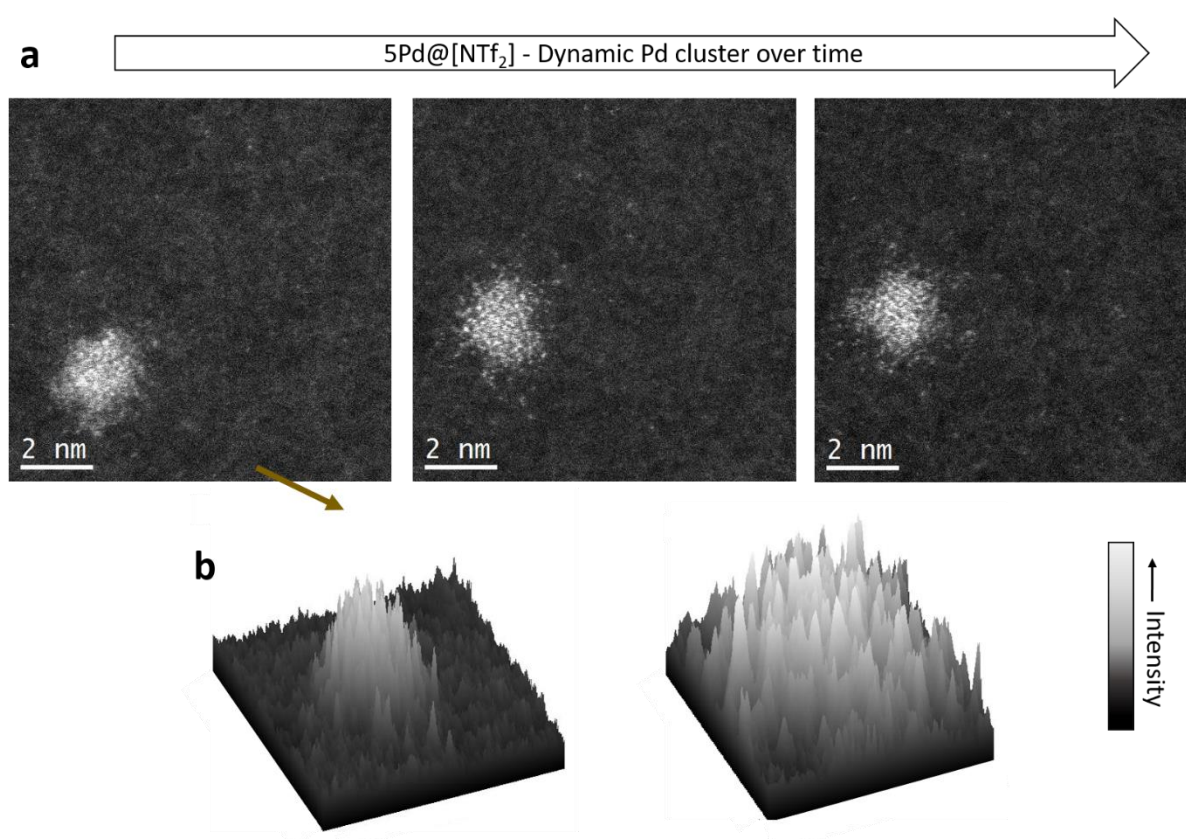 a
5Pd@[NTf₂] - Dynamic Pd cluster over time
2 nm
2 nm
2 nm
b
Intensity